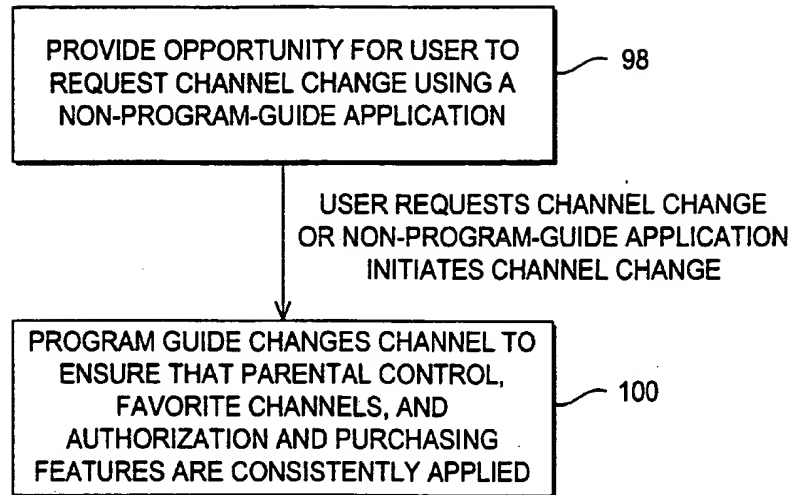 PROVIDE OPPORTUNITY FOR USER TO
REQUEST CHANNEL CHANGE USING A
NON-PROGRAM-GUIDE APPLICATION
98
USER REQUESTS CHANNEL CHANGE
OR NON-PROGRAM-GUIDE APPLICATION
INITIATES CHANNEL CHANGE
PROGRAM GUIDE CHANGES CHANNEL TO
ENSURE THAT PARENTAL CONTROL,
FAVORITE CHANNELS, AND
AUTHORIZATION AND PURCHASING
FEATURES ARE CONSISTENTLY APPLIED
100